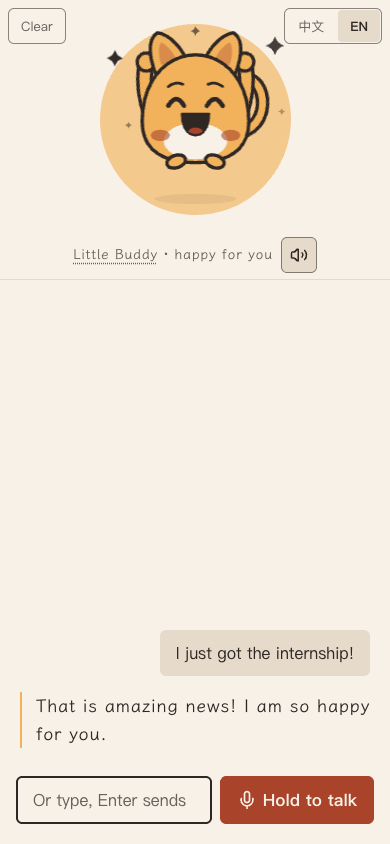 Clear
中文
EN
Little Buddy • happy for you
I just got the internship!
That is amazing news! I am so happy
for you.
Or type, Enter sends
Hold to talk